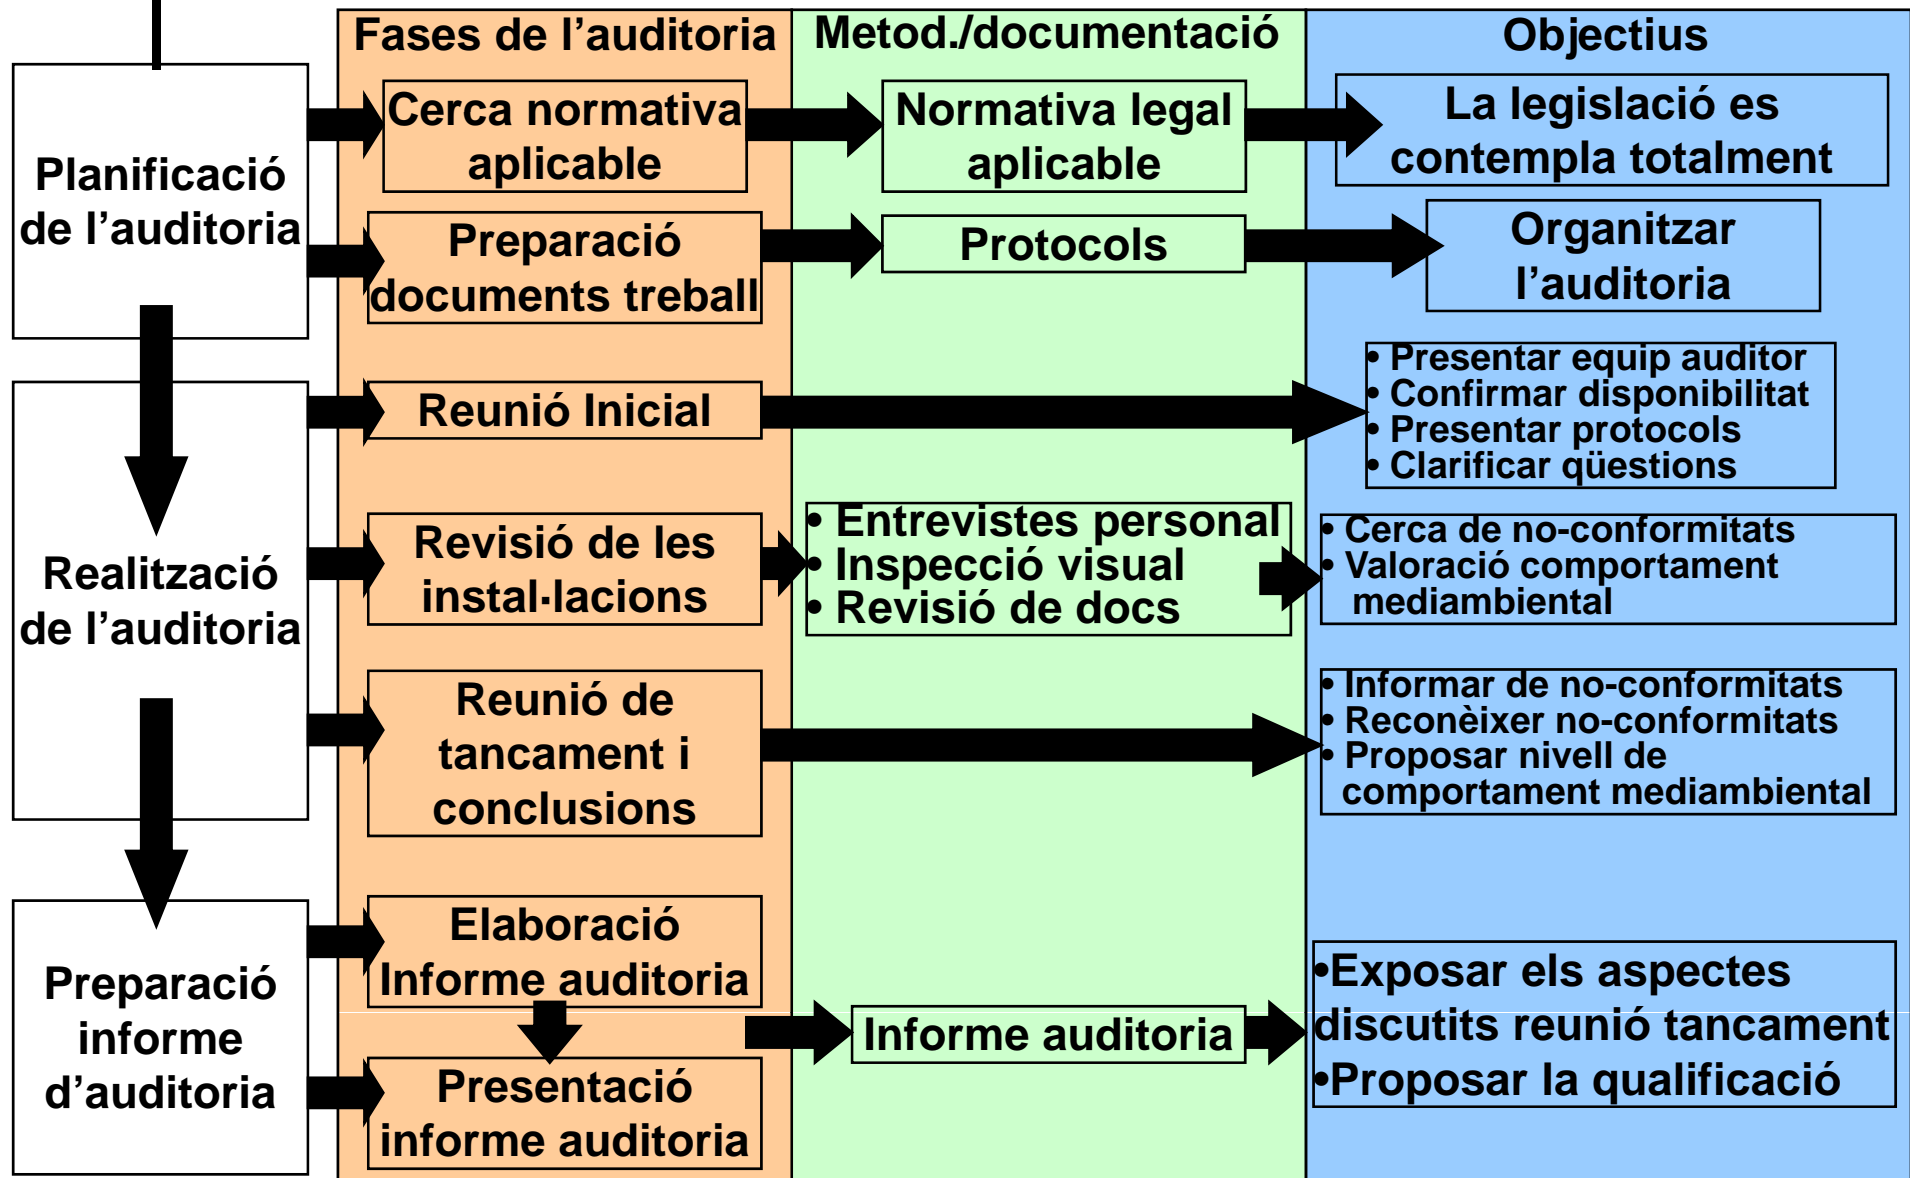 Fases de l’auditoria
Metod./documentació
Objectius
Planificació
de l’auditoria
Cerca normativa
aplicable
Normativa legal
aplicable
La legislació es
contempla totalment
Preparació
documents treball
Protocols
Organitzar
l’auditoria
Realització
de l’auditoria
Reunió Inicial
• Presentar equip auditor
• Confirmar disponibilitat
• Presentar protocols
• Clarificar qüestions
Revisió de les
instal·lacions
• Entrevistes personal
• Inspecció visual
• Revisió de docs
• Cerca de no-conformitats
• Valoració comportament
mediambiental
Reunió de
tancament i
conclusions
• Informar de no-conformitats
• Reconèixer no-conformitats
• Proposar nivell de
comportament mediambiental
Preparació
informe
d’auditoria
Elaboració
Informe auditoria
Presentació
informe auditoria
Informe auditoria
•Exposar els aspectes
discutits reunió tancament
•Proposar la qualificació